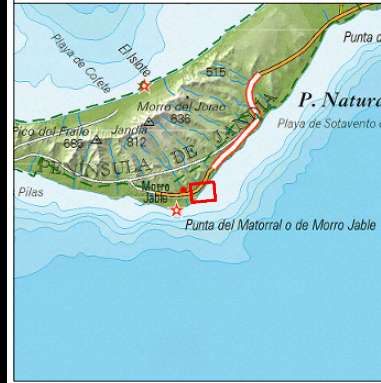 Punta d
Playa de Cofete
El Islote
515
P. Natura
Morro del Jorao
636
Playa de Sotavento
Pico del Fraile
686
Jandía
812
PENÍNSULA DE JANDÍA
Pilas
Morro
Jable
Punta del Matorral o de Morro Jable